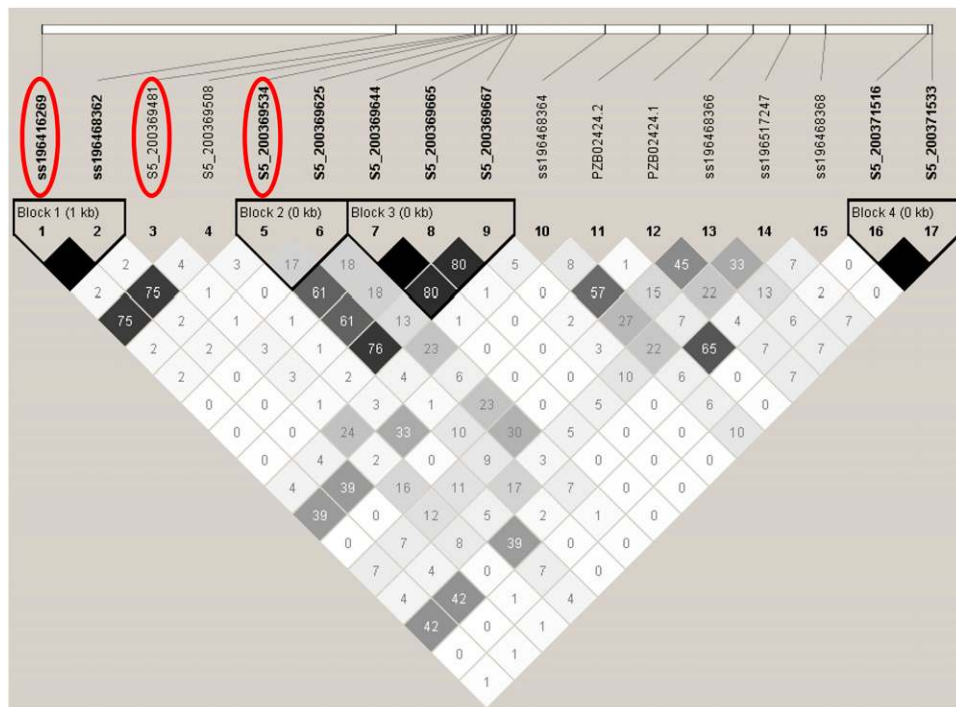 ss196416269 ss196468362 S5_200369481 S5_200369508 S5_200369534 S5_200369625 S5_200369644 S5_200369665 S5_200369667 ss196468364 PZB02424.2 PZB02424.1 ss196468366 ss196517247 ss196468368 S5_200371516 S5_200371533
Block 1 (1 kb) Block 2 (0 kb) Block 3 (0 kb) Block 4 (0 kb)
1 2 3 4 5 6 7 8 9 10 11 12 13 14 15 16 17
2 4 3 17 18 80 5 8 1 45 33 7 0
2 75 1 0 61 18 80 1 0 57 15 22 13 2 0
75 2 1 1 61 13 1 0 2 27 7 4 6 7
2 2 3 1 76 23 0 0 3 22 65 7 7
2 0 3 2 4 6 0 0 10 6 0 7
0 0 1 3 1 23 0 5 0 6 0
0 0 24 33 10 30 5 0 0 10
0 4 2 0 9 3 0 0 0
4 39 16 11 17 7 0 0
39 0 12 5 2 1 0
0 7 8 39 0 0
7 4 0 7 0
4 42 1 4
42 0 1
0 1
1